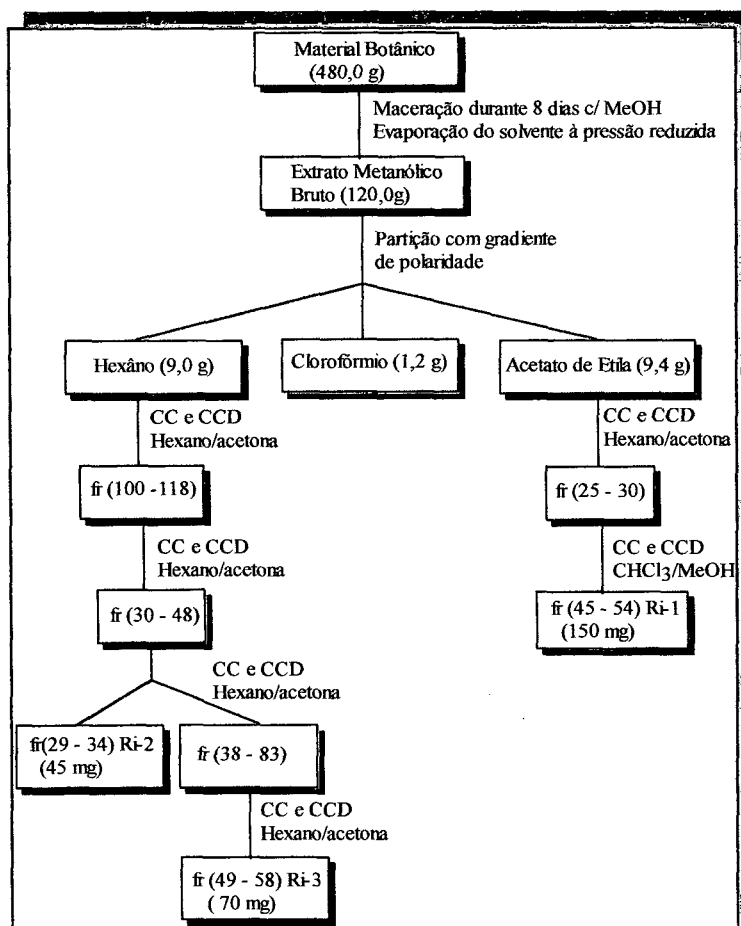 Material Botânico
(480,0 g)
Maceração durante 8 dias c/ MeOH
Evaporação do solvente à pressão reduzida
Extrato Metanólico
Bruto (120,0g)
Partição com gradiente
de polaridade
Hexâno (9,0 g)
Clorofórmio (1,2 g)
Acetato de Etila (9,4 g)
CC e CCD
Hexano/acetona
CC e CCD
Hexano/acetona
fr (100 -118)
fr (25 - 30)
CC e CCD
Hexano/acetona
CC e CCD
CHCl3/MeOH
fr (30 - 48)
fr (45 - 54) Ri-1
(150 mg)
CC e CCD
Hexano/acetona
fr(29 - 34) Ri-2
(45 mg)
fr (38 - 83)
CC e CCD
Hexano/acetona
fr (49 - 58) Ri-3
( 70 mg)